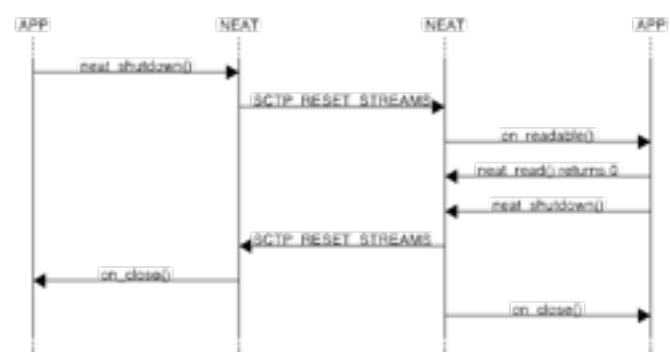 APP NEAT NEAT APP
neat_shutdown()
SCTP_RESET_STREAMS
on_readable()
neat_read() returns 0
neat_shutdown()
SCTP_RESET_STREAMS
on_close()
on_close()